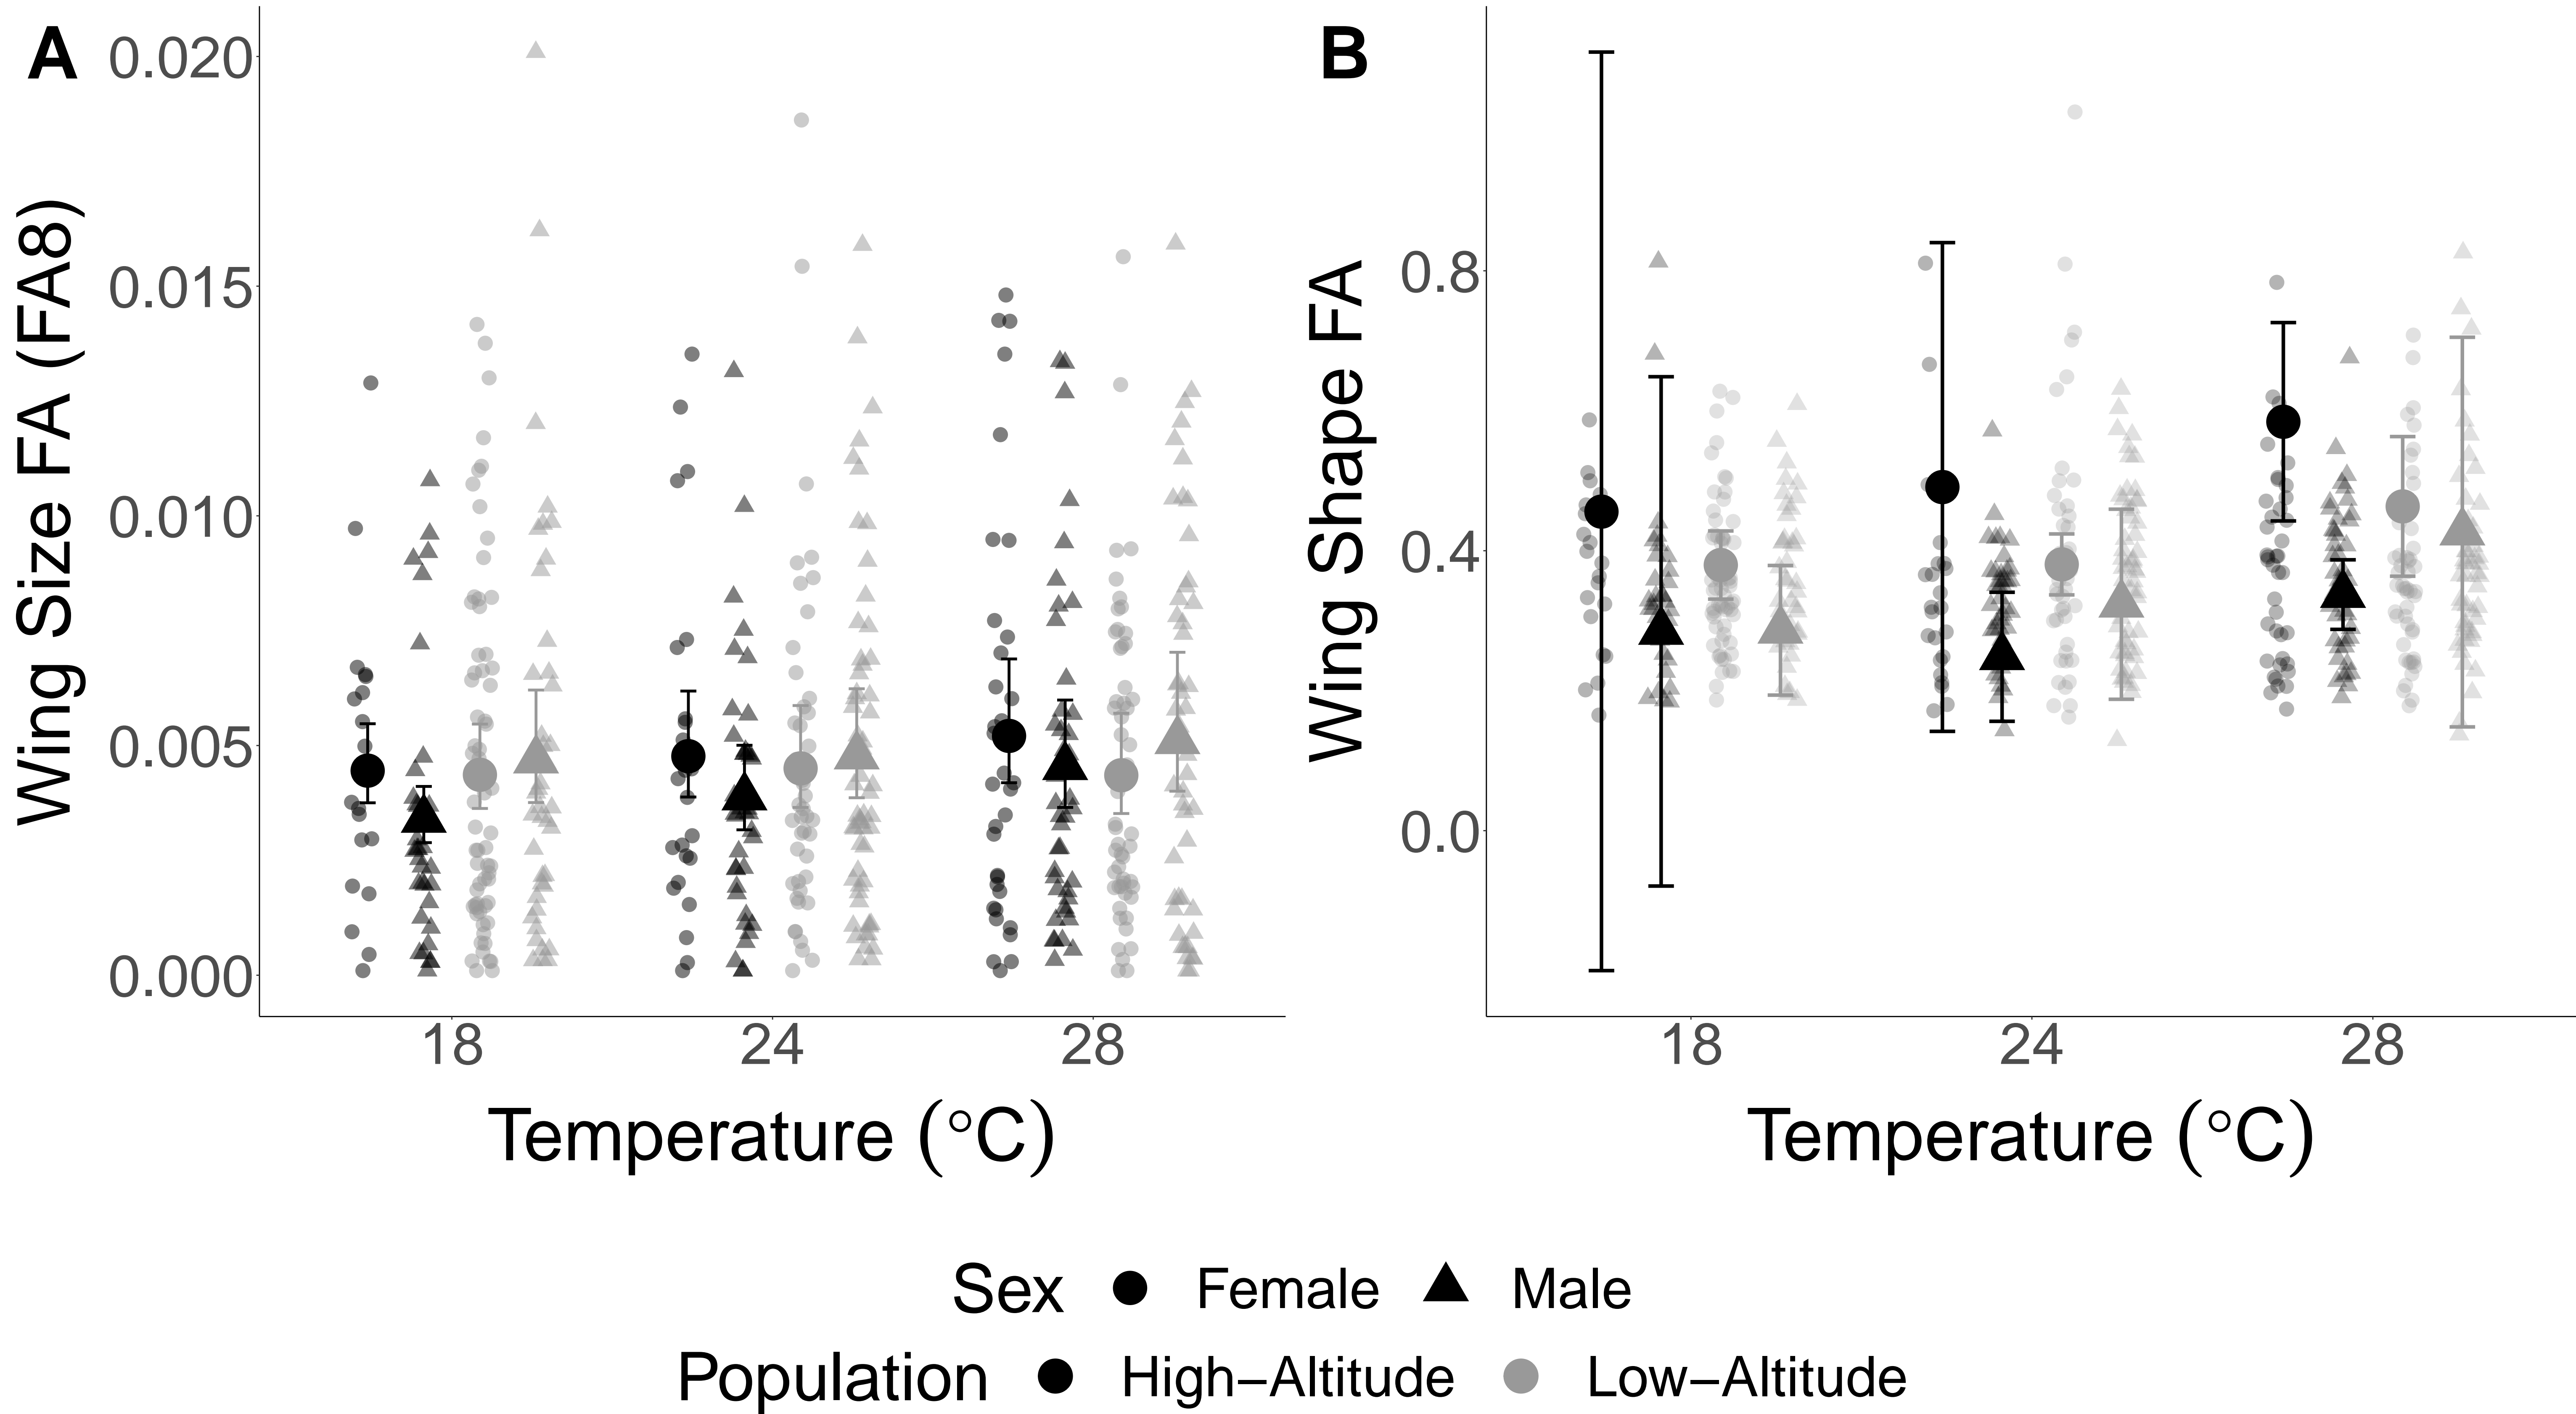 A
Wing Size FA (FA8)
0.020
0.015
0.010
0.005
0.000
18 24 28
Temperature (°C)
B
Wing Shape FA
0.8
0.4
0.0
18 24 28
Temperature (°C)
Sex Female Male
Population High−Altitude Low−Altitude